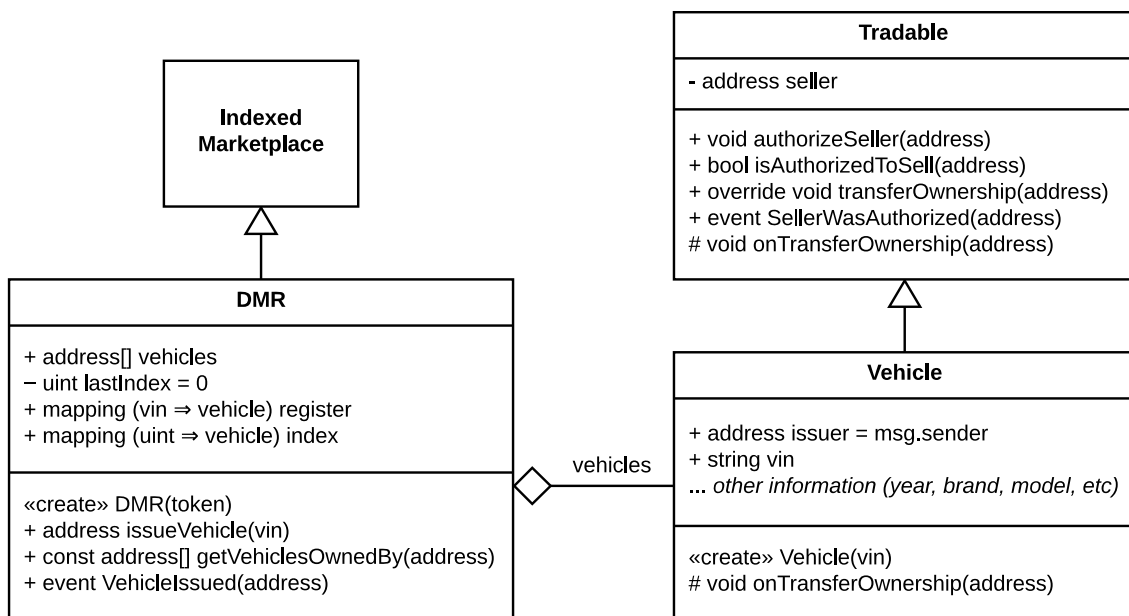 Indexed
Marketplace
Tradable
- address seller
+ void authorizeSeller(address)
+ bool isAuthorizedToSell(address)
+ override void transferOwnership(address)
+ event SellerWasAuthorized(address)
# void onTransferOwnership(address)
DMR
+ address[] vehicles
− uint lastIndex = 0
+ mapping (vin ⇒ vehicle) register
+ mapping (uint ⇒ vehicle) index
«create» DMR(token)
+ address issueVehicle(vin)
+ const address[] getVehiclesOwnedBy(address)
+ event VehicleIssued(address)
vehicles
Vehicle
+ address issuer = msg.sender
+ string vin
... other information (year, brand, model, etc)
«create» Vehicle(vin)
# void onTransferOwnership(address)